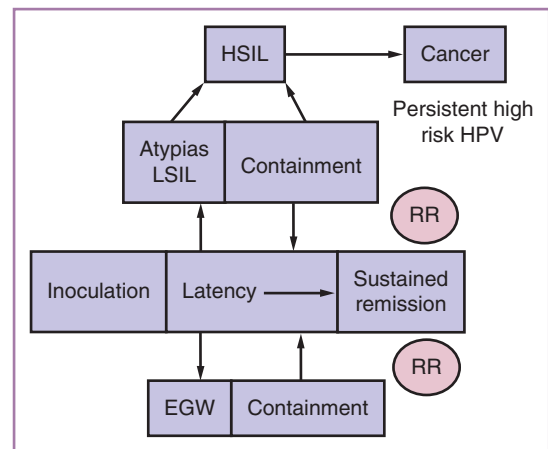 HSIL
Cancer
Persistent high
risk HPV
Atypias
LSIL
Containment
RR
Inoculation
Latency
Sustained
remission
RR
EGW
Containment